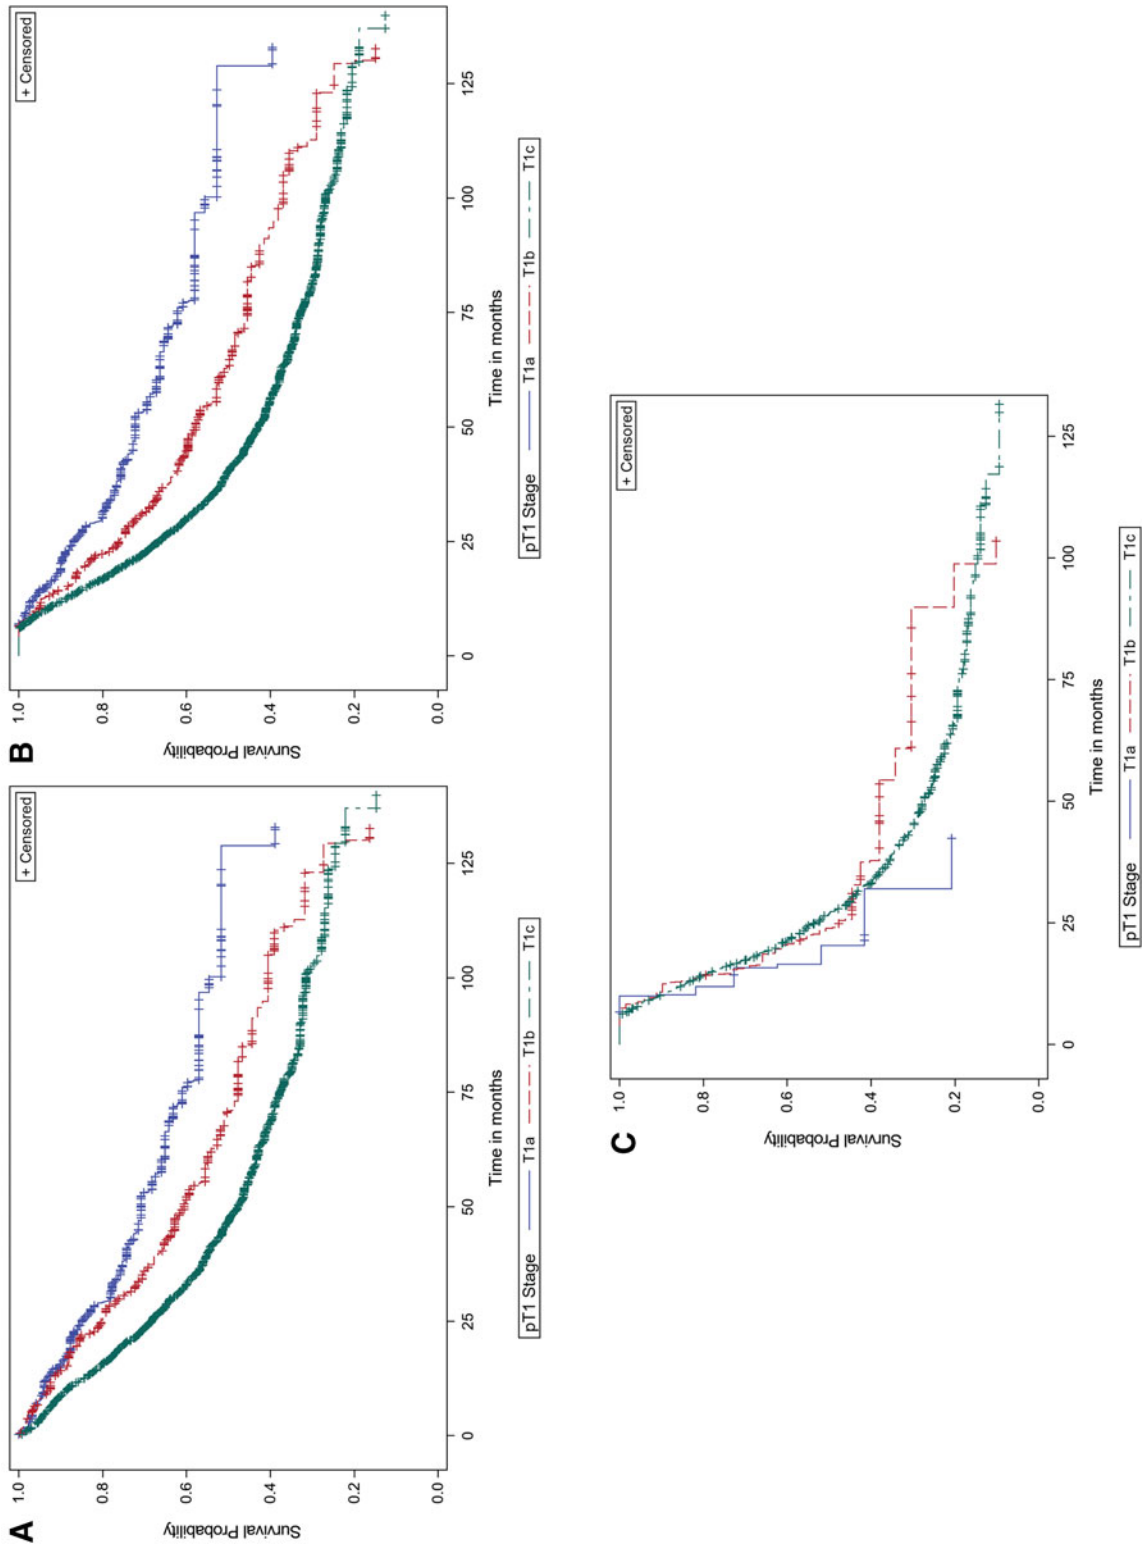 A
+ Censored
1.0
0.8
0.6
0.4
0.2
0.0
Survival Probability
0 25 50 75 100 125
Time in months
pT1 Stage T1a T1b T1c
B
+ Censored
1.0
0.8
0.6
0.4
0.2
0.0
Survival Probability
0 25 50 75 100 125
Time in months
pT1 Stage T1a T1b T1c
C
+ Censored
1.0
0.8
0.6
0.4
0.2
0.0
Survival Probability
0 25 50 75 100 125
Time in months
pT1 Stage T1a T1b T1c